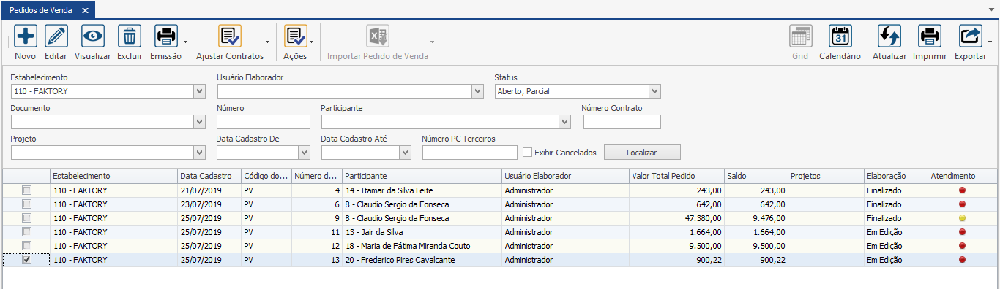 Pedidos de Venda
Novo Editar Visualizar Excluir Emissão Ajustar Contratos Ações Importar Pedido de Venda Grid 31 Calendário Atualizar Imprimir Exportar
Estabelecimento Usuário Elaborador Status
110 - FAKTORY Aberto, Parcial
Documento Número Participante Número Contrato
Projeto Data Cadastro De Data Cadastro Até Número PC Terceiros
Exibir Cancelados Localizar
Estabelecimento Data Cadastro Código do... Número d... Participante Usuário Elaborador Valor Total Pedido Saldo Projetos Elaboração Atendimento
110 - FAKTORY 21/07/2019 PV 4 14 - Itamar da Silva Leite Administrador 243,00 243,00 Finalizado
110 - FAKTORY 23/07/2019 PV 6 8 - Claudio Sergio da Fonseca Administrador 642,00 642,00 Finalizado
110 - FAKTORY 25/07/2019 PV 9 8 - Claudio Sergio da Fonseca Administrador 47.380,00 9.476,00 Finalizado
110 - FAKTORY 25/07/2019 PV 11 13 - Jair da Silva Administrador 1.664,00 1.664,00 Em Edição
110 - FAKTORY 25/07/2019 PV 12 18 - Maria de Fátima Miranda Couto Administrador 9.500,00 9.500,00 Em Edição
110 - FAKTORY 25/07/2019 PV 13 20 - Frederico Pires Cavalcante Administrador 900,22 900,22 Em Edição